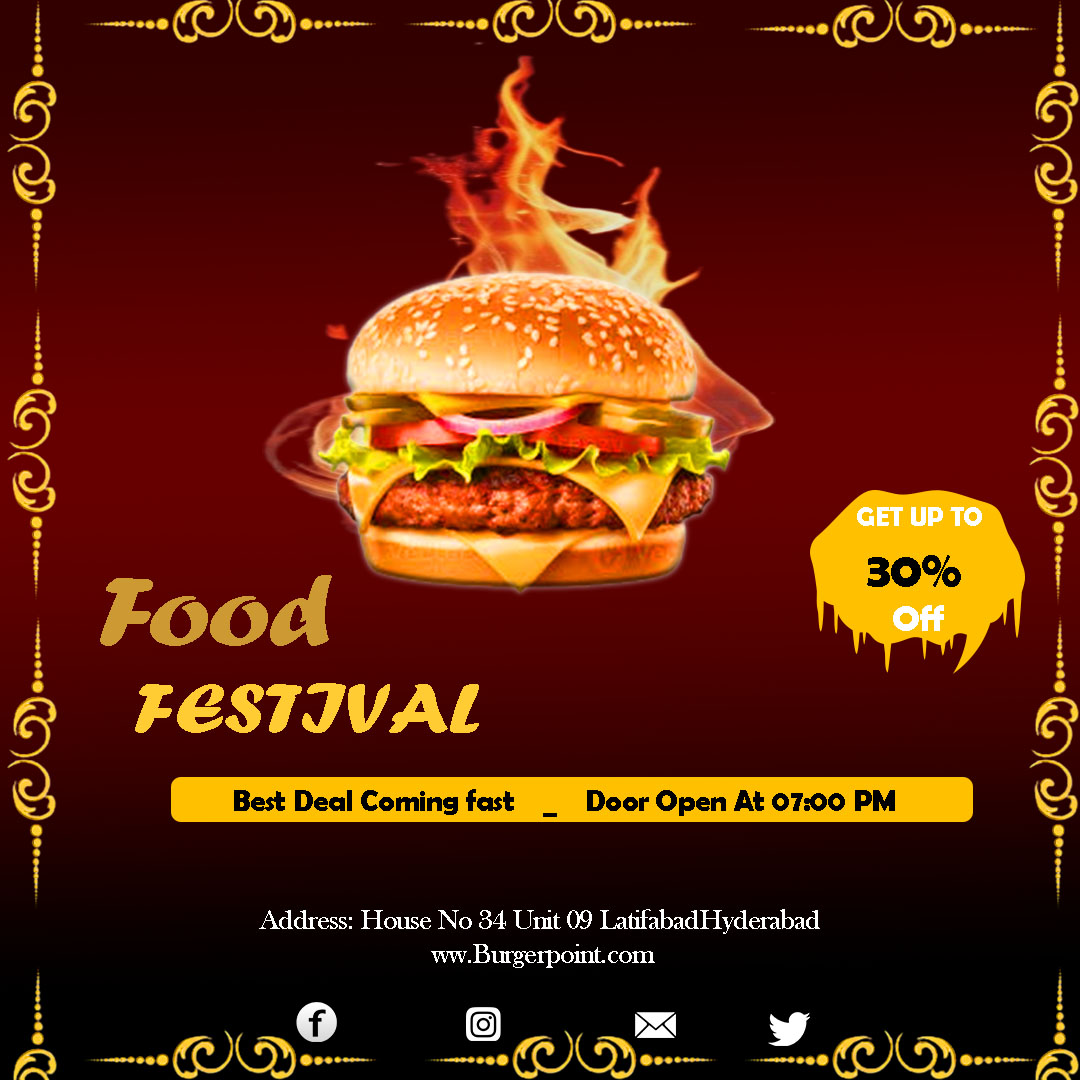 GET UP TO
30%
Off
Food
FESTIVAL
Best Deal Coming fast _ Door Open At 07:00 PM
Address: House No 34 Unit 09 LatifabadHyderabad
ww.Burgerpoint.com